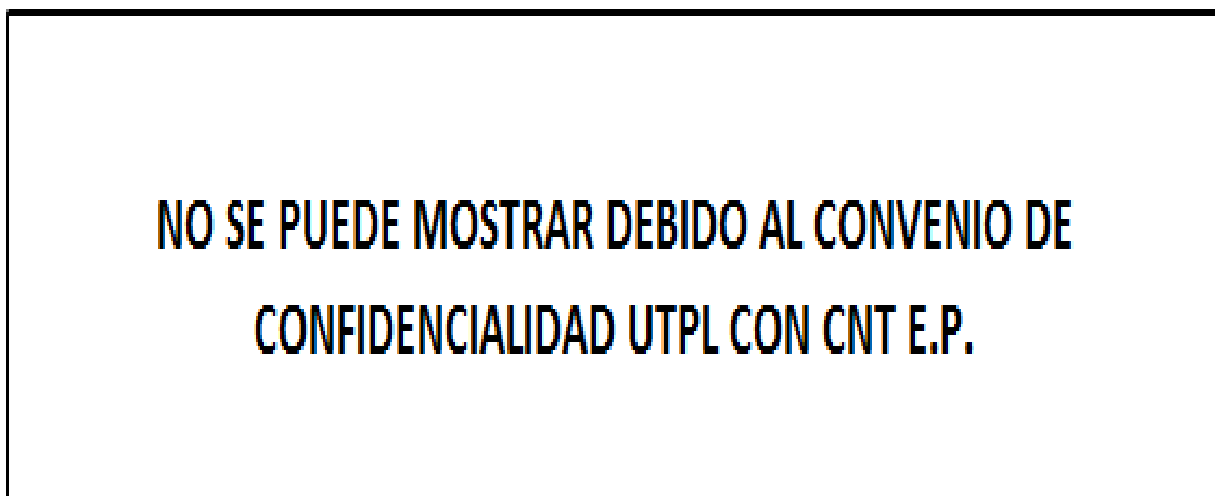 NO SE PUEDE MOSTRAR DEBIDO AL CONVENIO DE
CONFIDENCIALIDAD UTPL CON CNT E.P.